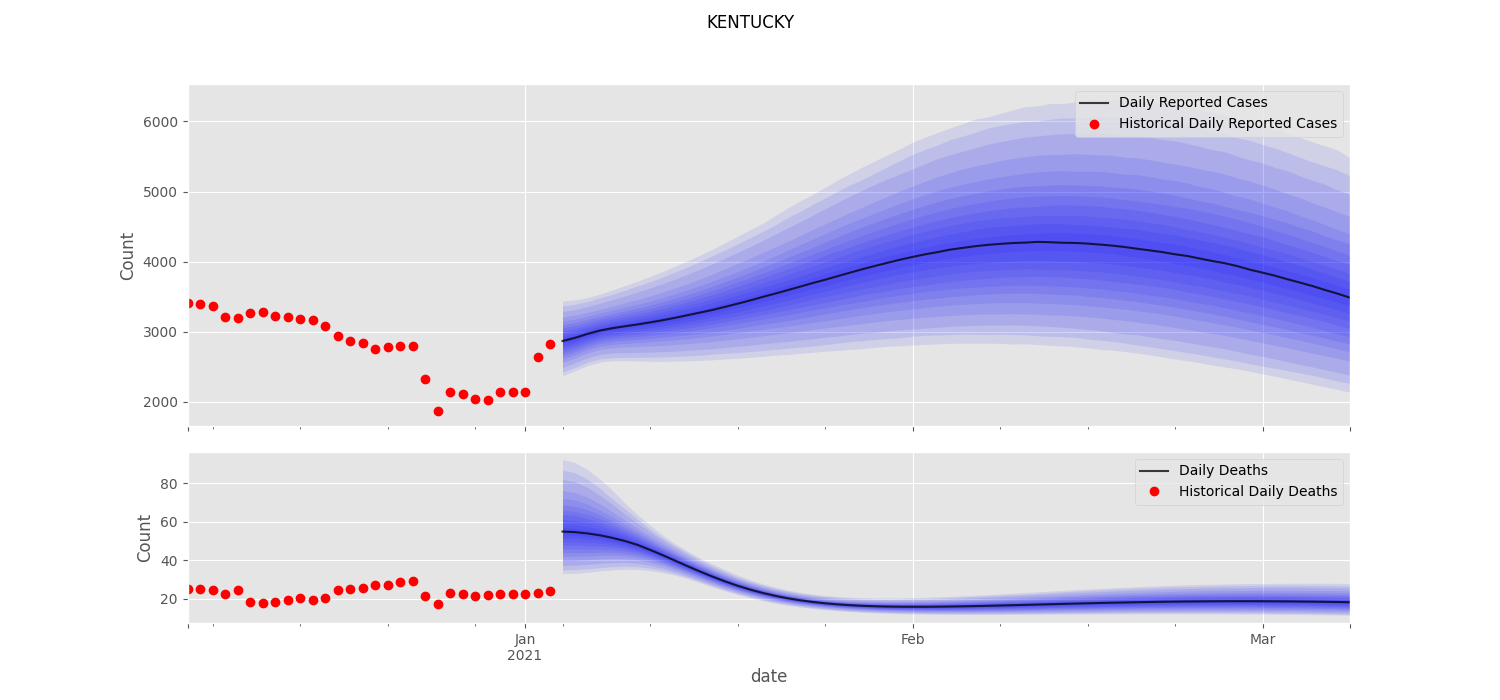 KENTUCKY
Count
6000
5000
4000
3000
2000
Daily Reported Cases
Historical Daily Reported Cases
Count
80
60
40
20
Daily Deaths
Historical Daily Deaths
Jan
2021
Feb
Mar
date